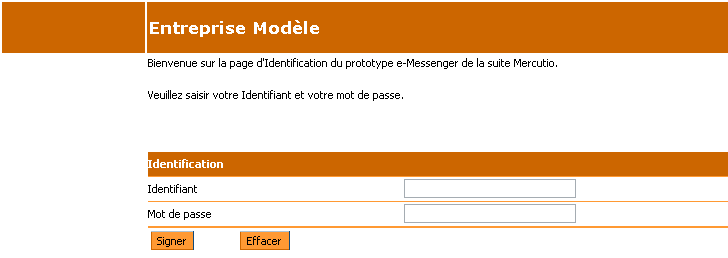 Entreprise Modèle
Bienvenue sur la page d'Identification du prototype e-Messenger de la suite Mercutio.
Veuillez saisir votre Identifiant et votre mot de passe.
Identification
Identifiant
Mot de passe
Signer Effacer